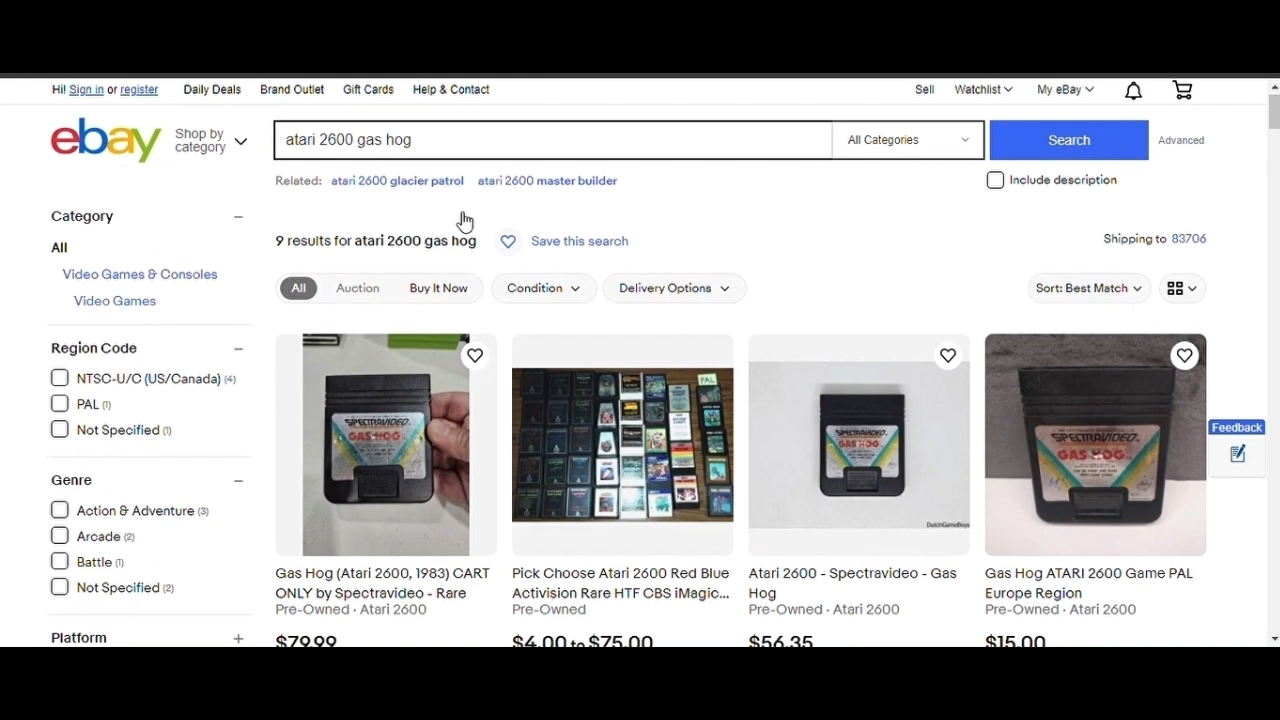 Hi! Sign in or register Daily Deals Brand Outlet Gift Cards Help & Contact Sell Watchlist My eBay
ebay Shop by category atari 2600 gas hog All Categories Search Advanced
Related: atari 2600 glacier patrol atari 2600 master builder Include description
Category
All
Video Games & Consoles
Video Games
Region Code
NTSC-U/C (US/Canada) (4)
PAL (1)
Not Specified (1)
Genre
Action & Adventure (3)
Arcade (2)
Battle (1)
Not Specified (2)
Platform
9 results for atari 2600 gas hog Save this search Shipping to 83706
All Auction Buy It Now Condition Delivery Options Sort: Best Match
SPECTRAVIDEO
GAS HOG
PAL
SPECTRAVIDEO
GAS HOG
DutchGameBoys
SPECTRAVIDEO
GAS HOG
Gas Hog (Atari 2600, 1983) CART
ONLY by Spectravideo - Rare
Pre-Owned · Atari 2600
$79.99
Pick Choose Atari 2600 Red Blue
Activision Rare HTF CBS iMagic...
Pre-Owned
$4.00 to $75.00
Atari 2600 - Spectravideo - Gas
Hog
Pre-Owned · Atari 2600
$56.35
Gas Hog ATARI 2600 Game PAL
Europe Region
Pre-Owned · Atari 2600
$15.00
Feedback